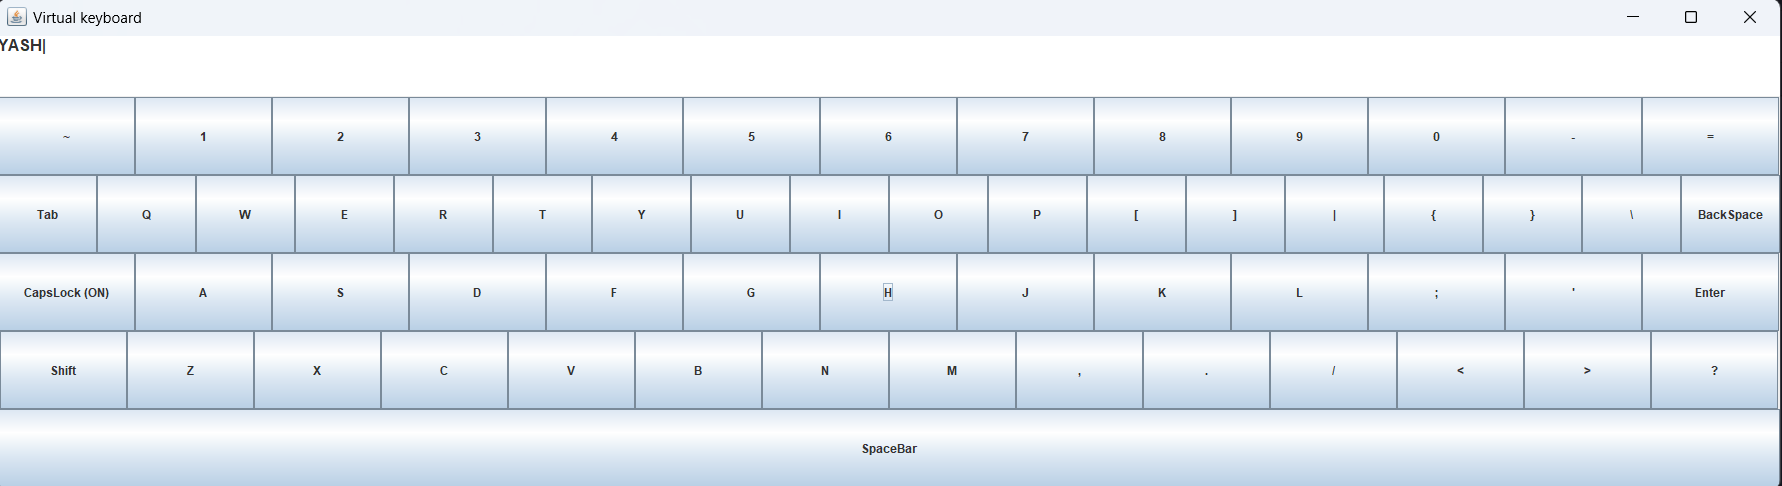 Virtual keyboard
YASH
~ 1 2 3 4 5 6 7 8 9 0 - =
Tab Q W E R T Y U I O P [ ] | { } \ BackSpace
CapsLock (ON) A S D F G H J K L ; ' Enter
Shift Z X C V B N M , . / < > ?
SpaceBar